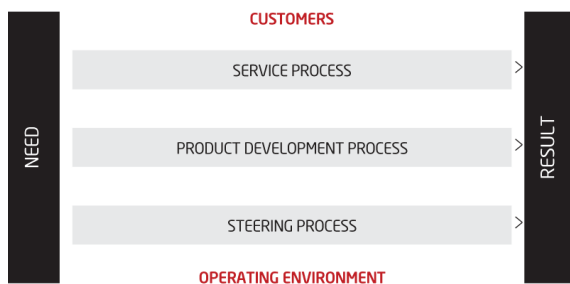 CUSTOMERS
NEED
SERVICE PROCESS
PRODUCT DEVELOPMENT PROCESS
STEERING PROCESS
RESULT
OPERATING ENVIRONMENT